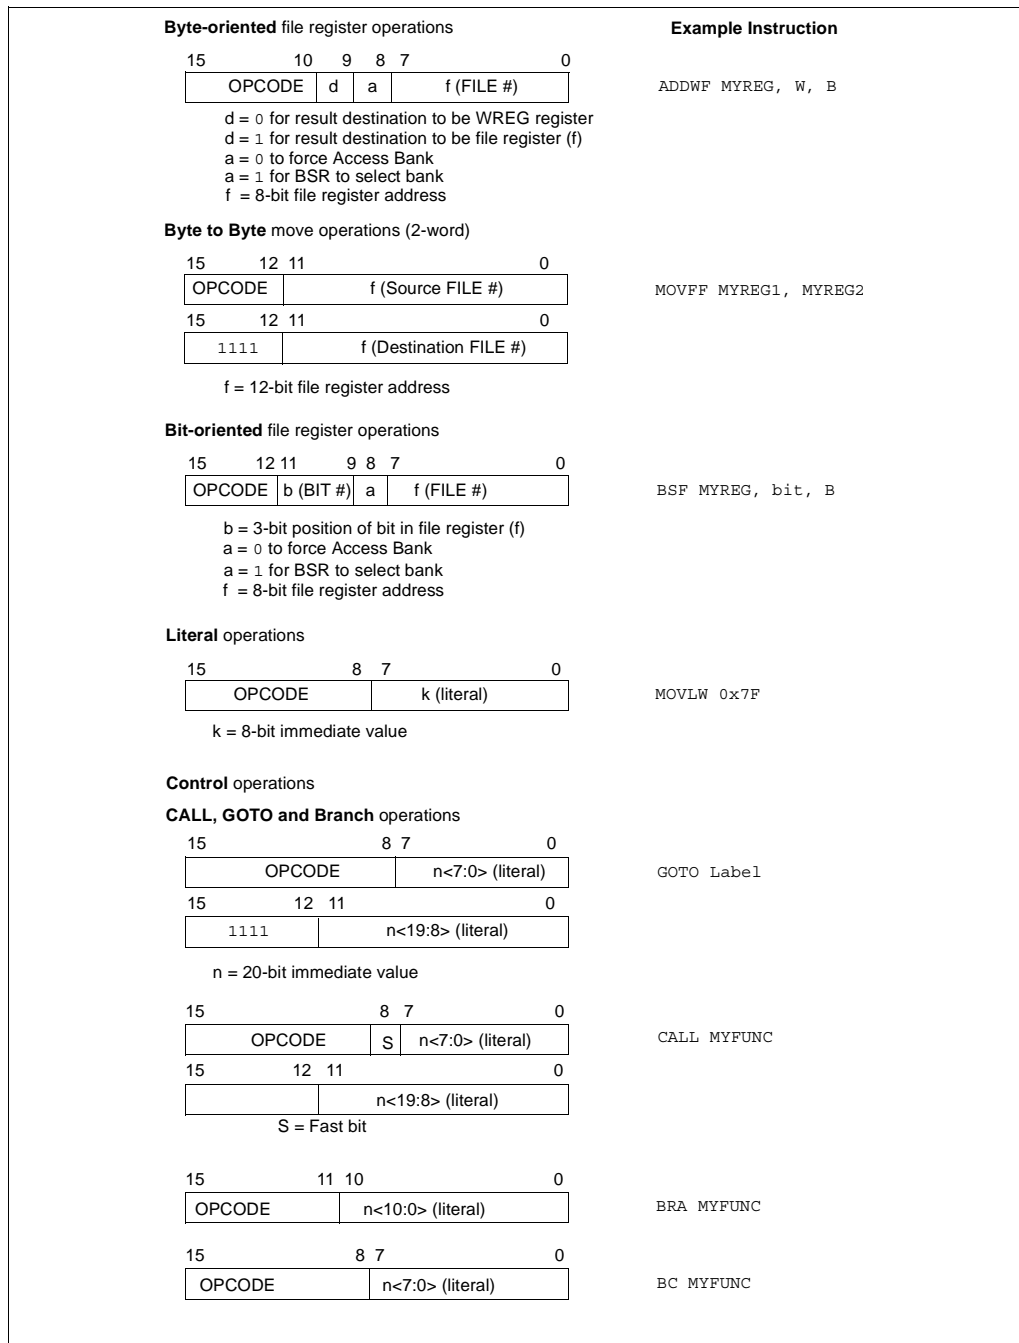 Byte-oriented file register operations Example Instruction
15 10 9 8 7 0
OPCODE d a f (FILE #) ADDWF MYREG, W, B
d = 0 for result destination to be WREG register
d = 1 for result destination to be file register (f)
a = 0 to force Access Bank
a = 1 for BSR to select bank
f = 8-bit file register address
Byte to Byte move operations (2-word)
15 12 11 0
OPCODE f (Source FILE #) MOVFF MYREG1, MYREG2
15 12 11 0
1111 f (Destination FILE #)
f = 12-bit file register address
Bit-oriented file register operations
15 12 11 9 8 7 0
OPCODE b (BIT #) a f (FILE #) BSF MYREG, bit, B
b = 3-bit position of bit in file register (f)
a = 0 to force Access Bank
a = 1 for BSR to select bank
f = 8-bit file register address
Literal operations
15 8 7 0
OPCODE k (literal) MOVLW 0x7F
k = 8-bit immediate value
Control operations
CALL, GOTO and Branch operations
15 8 7 0
OPCODE n<7:0> (literal) GOTO Label
15 12 11 0
1111 n<19:8> (literal)
n = 20-bit immediate value
15 8 7 0
OPCODE S n<7:0> (literal) CALL MYFUNC
15 12 11 0
n<19:8> (literal)
S = Fast bit
15 11 10 0
OPCODE n<10:0> (literal) BRA MYFUNC
15 8 7 0
OPCODE n<7:0> (literal) BC MYFUNC